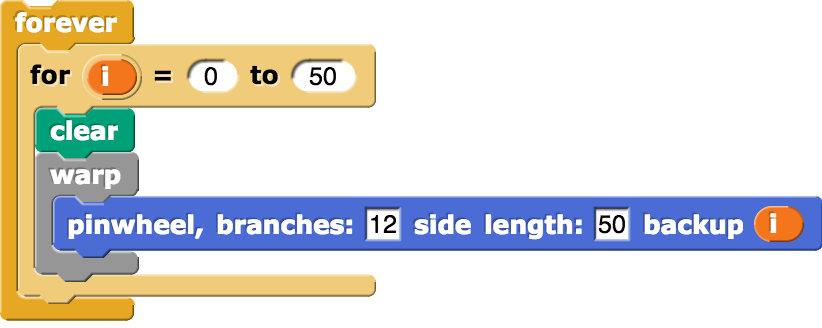 forever
for i = 0 to 50
clear
warp
pinwheel, branches: 12 side length: 50 backup i